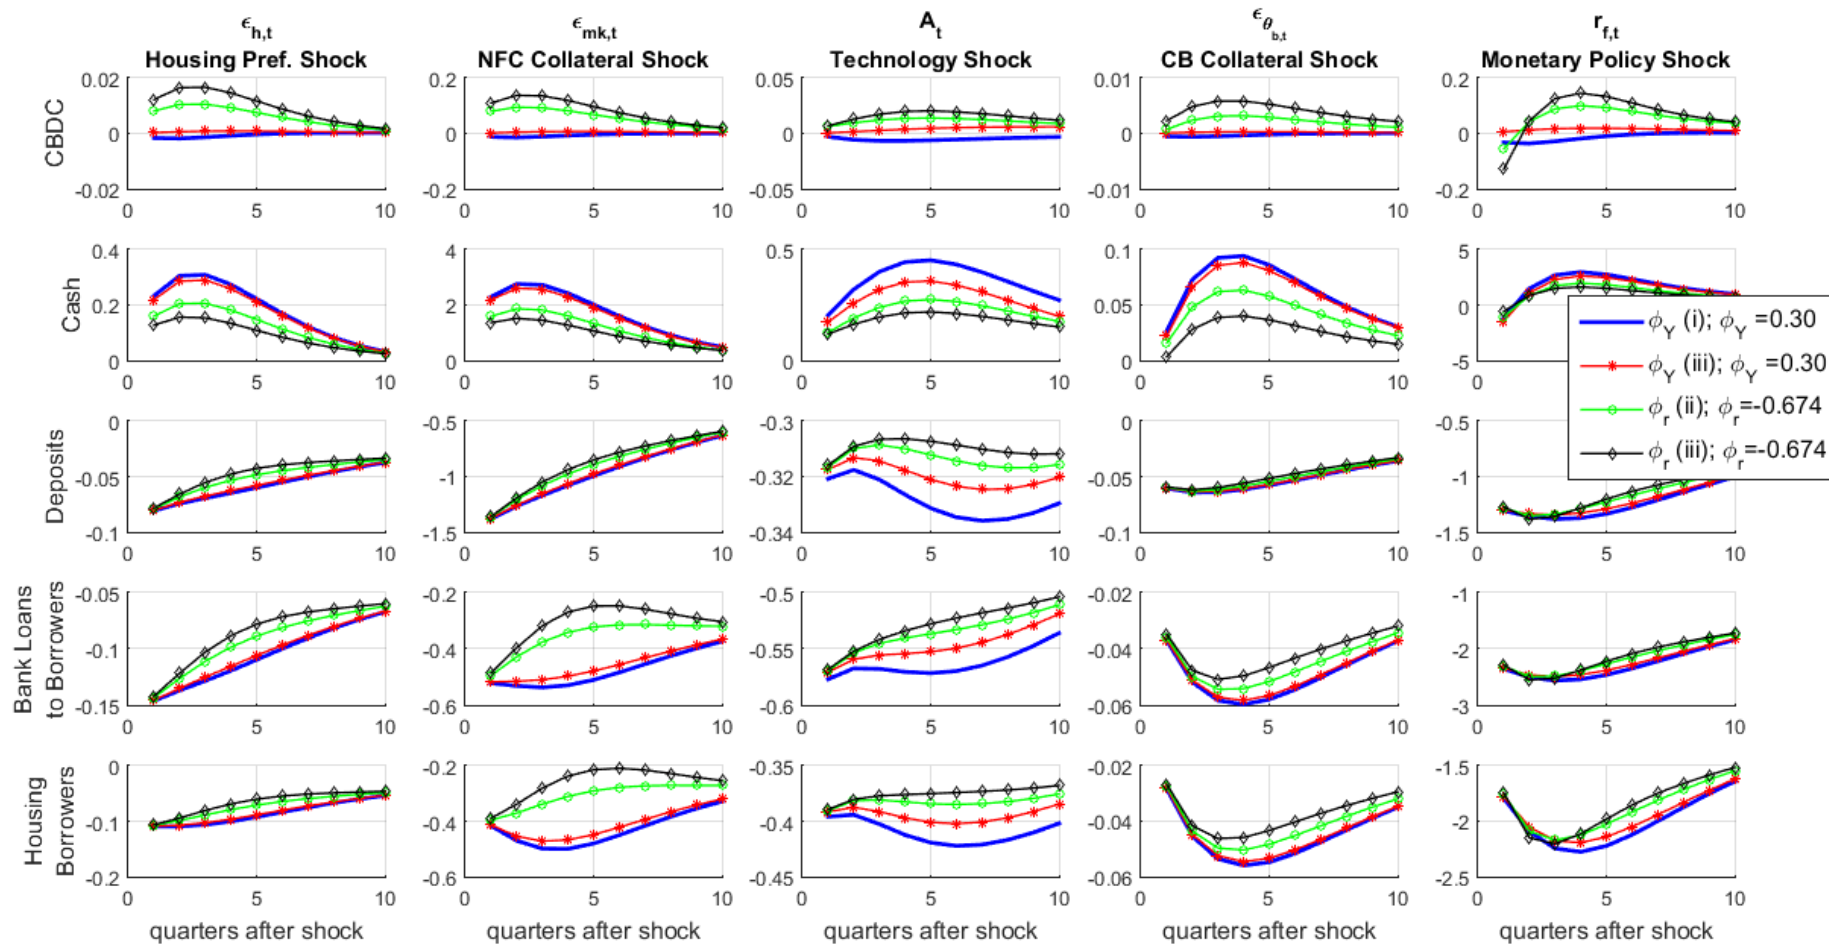 ϵh,t ϵmk,t At ϵθb,t rf,t
Housing Pref. Shock NFC Collateral Shock Technology Shock CB Collateral Shock Monetary Policy Shock
CBDC
0.02 0.2 0.05 0.01 0.2
0 0 0 0 0
-0.02 -0.2 -0.05 -0.01 -0.2
0 5 10 0 5 10 0 5 10 0 5 10 0 5 10
Cash
0.4 4 0.5 0.1 5
0.2 2 0.05 0
0 0 0 0 -5
0 5 10 0 5 10 0 5 10 0 5 10 0
ϕY (i); ϕY =0.30
ϕY (iii); ϕY =0.30
ϕr (ii); ϕr=-0.674
ϕr (iii); ϕr=-0.674
Deposits
0 -0.5 -0.3 0 -0.5
-0.05 -1 -0.32 -0.05 -1
-0.1 -1.5 -0.34 -0.1 -1.5
0 5 10 0 5 10 0 5 10 0 5 10 0 5 10
Bank Loans
to Borrowers
-0.05 -0.2 -0.5 -0.02 -1
-0.1 -0.4 -0.55 -0.04 -2
-0.15 -0.6 -0.6 -0.06 -3
0 5 10 0 5 10 0 5 10 0 5 10 0 5 10
Housing
Borrowers
0 -0.2 -0.35 -0.02 -1.5
-0.1 -0.4 -0.4 -0.04 -2
-0.2 -0.6 -0.45 -0.06 -2.5
0 5 10 0 5 10 0 5 10 0 5 10 0 5 10
quarters after shock quarters after shock quarters after shock quarters after shock quarters after shock